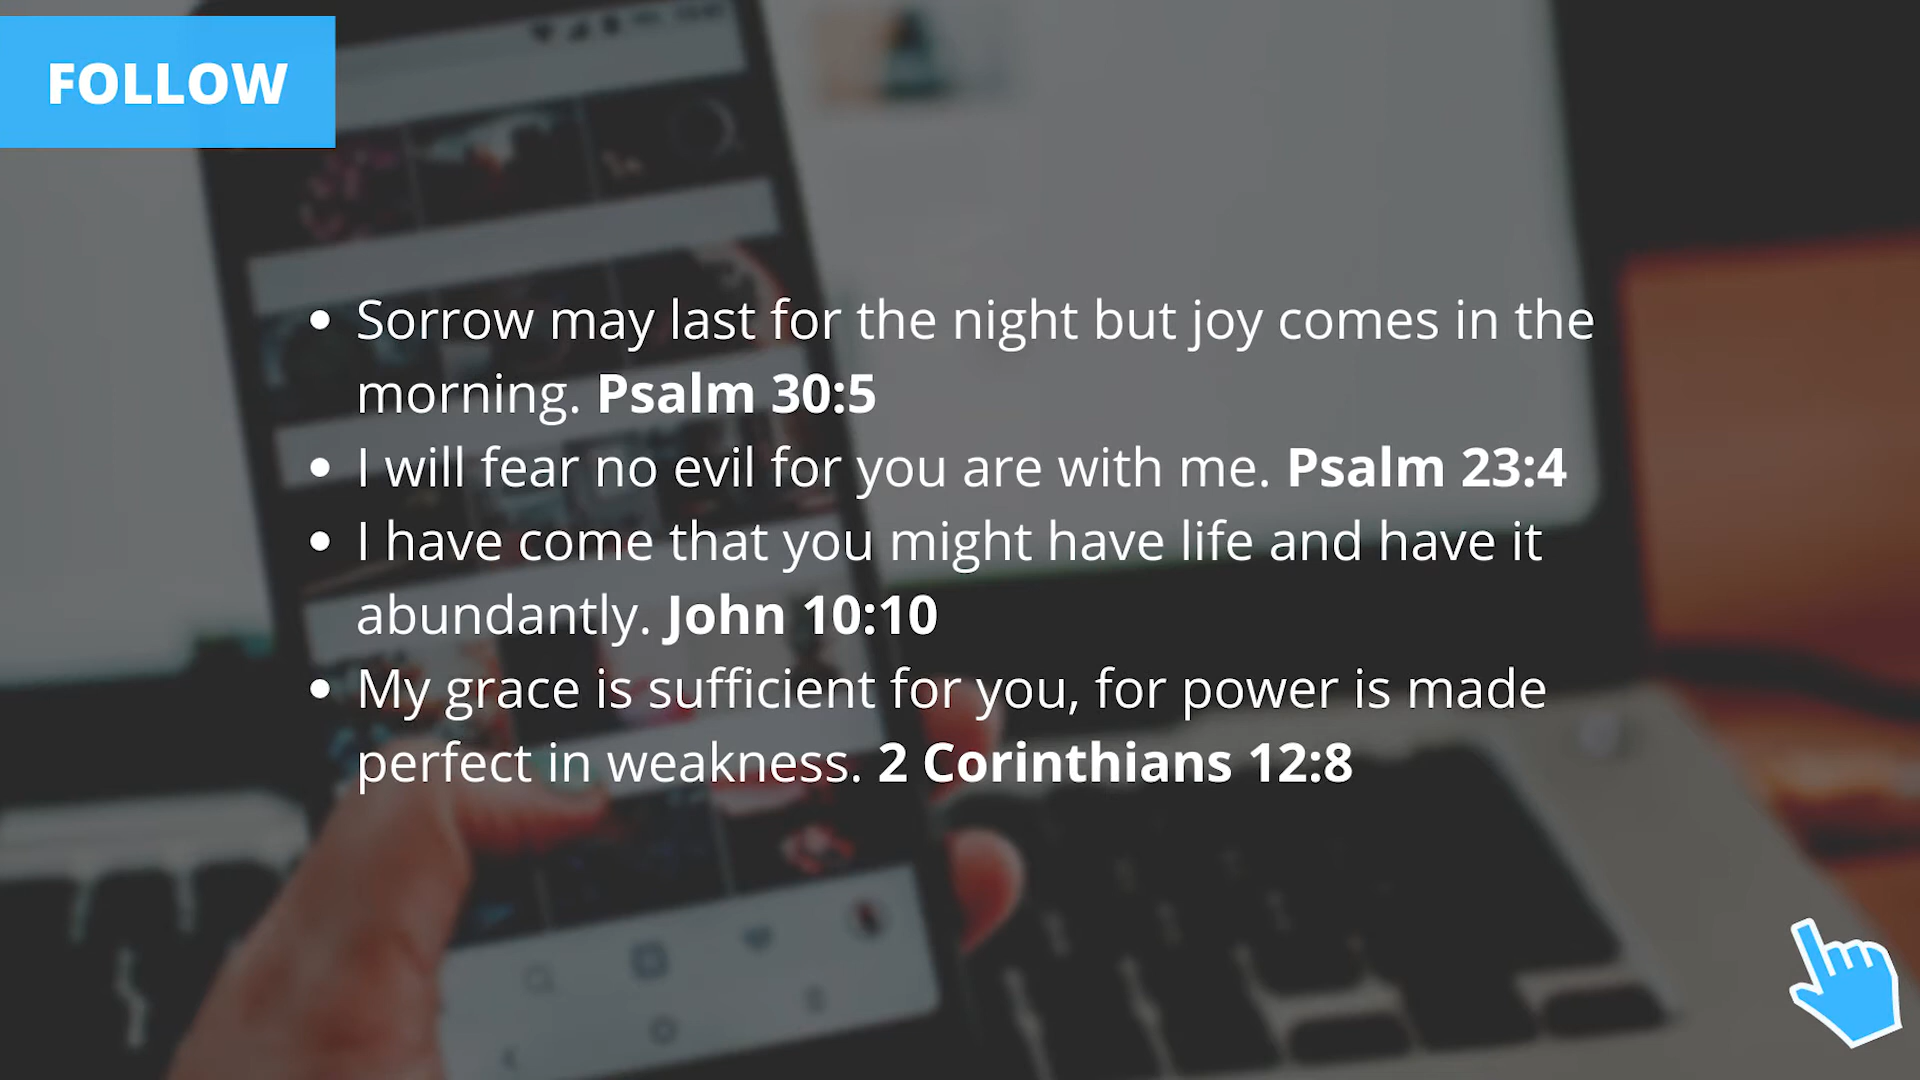 FOLLOW
• Sorrow may last for the night but joy comes in the
morning. Psalm 30:5
• I will fear no evil for you are with me. Psalm 23:4
• I have come that you might have life and have it
abundantly. John 10:10
• My grace is sufficient for you, for power is made
perfect in weakness. 2 Corinthians 12:8